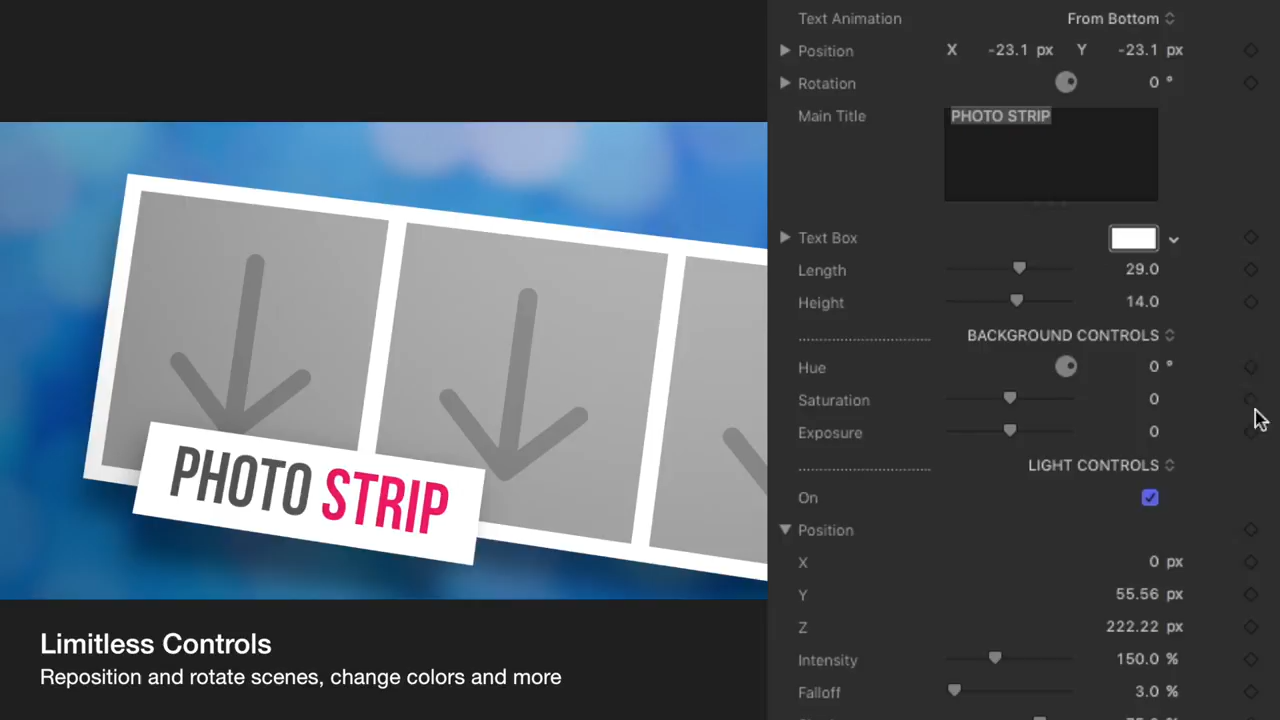 Text Animation From Bottom
Position X -23.1 px Y -23.1 px
Rotation 0 °
Main Title PHOTO STRIP
Text Box
Length 29.0
Height 14.0
BACKGROUND CONTROLS
Hue 0 °
Saturation 0
Exposure 0
LIGHT CONTROLS
On
Position
X 0 px
Y 55.56 px
Z 222.22 px
Intensity 150.0 %
Falloff 3.0 %
PHOTO STRIP
Limitless Controls
Reposition and rotate scenes, change colors and more